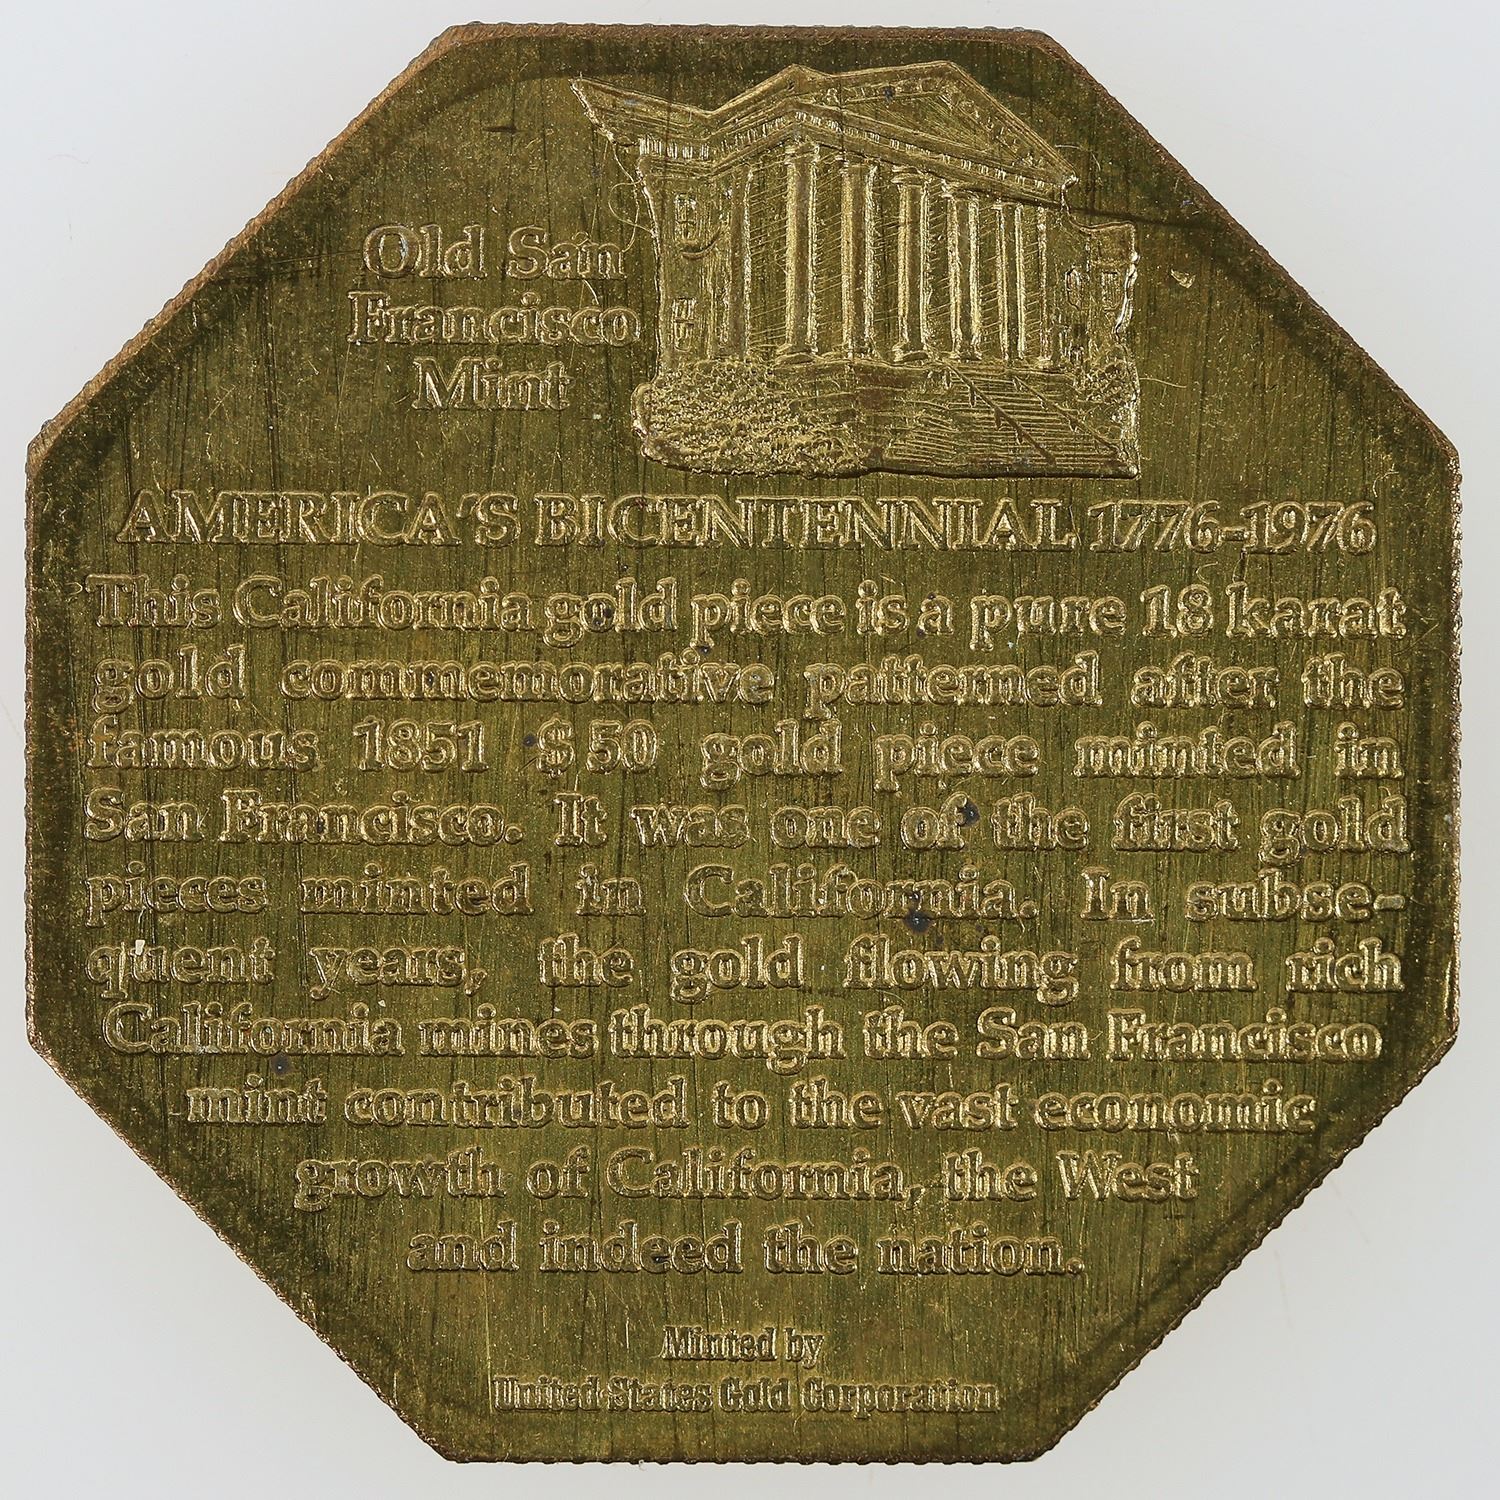 Old San
Francisco
Mint
AMERICA'S BICENTENNIAL 1776-1976
This California gold piece is a pure 18 karat
gold commemorative patterned after the
famous 1851 $50 gold piece minted in
San Francisco. It was one of the first gold
pieces minted in California. In subse-
quent years, the gold flowing from rich
California mines through the San Francisco
mint contributed to the vast economic
growth of California, the West
and indeed the nation.
Minted by
United States Gold Corporation